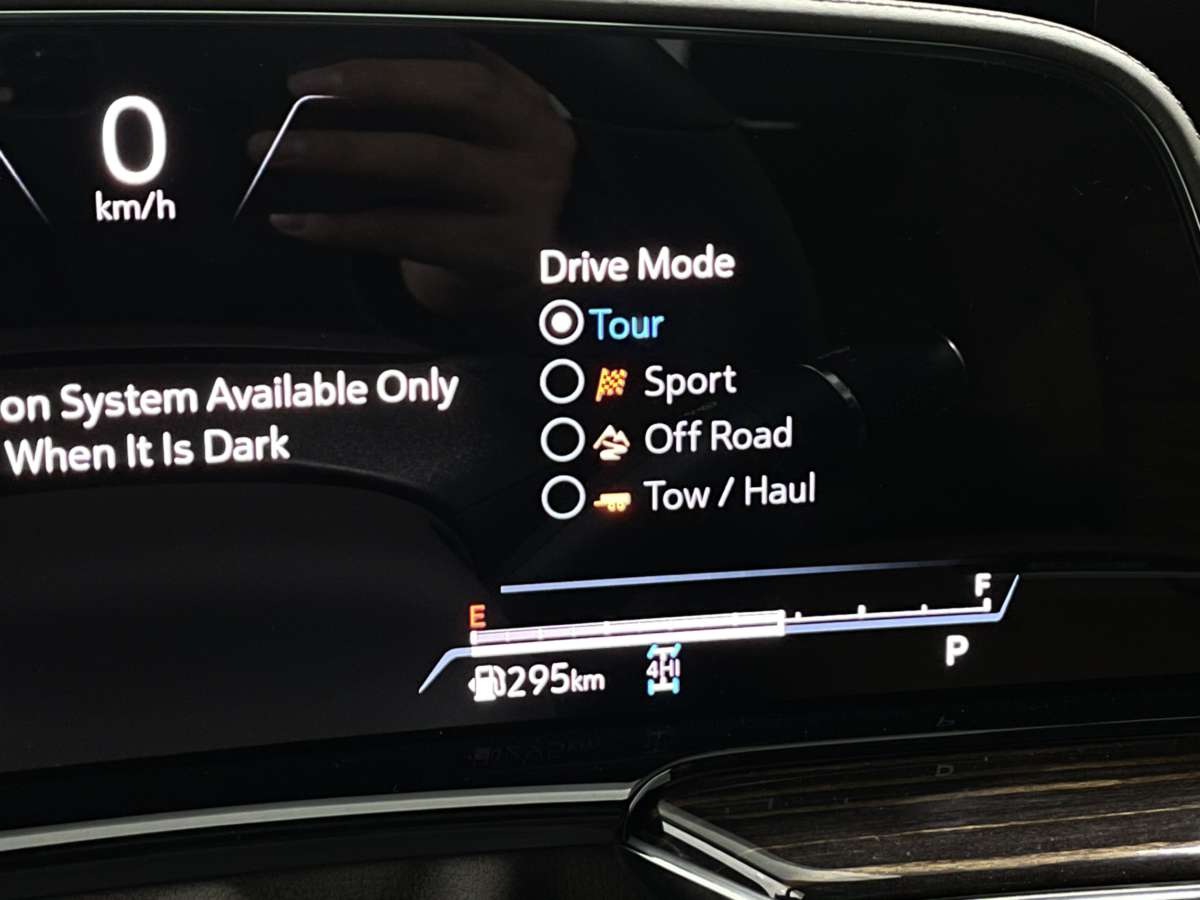 0
km/h
on System Available Only
When It Is Dark
Drive Mode
Tour
Sport
Off Road
Tow / Haul
E
F
295km
4HI
P